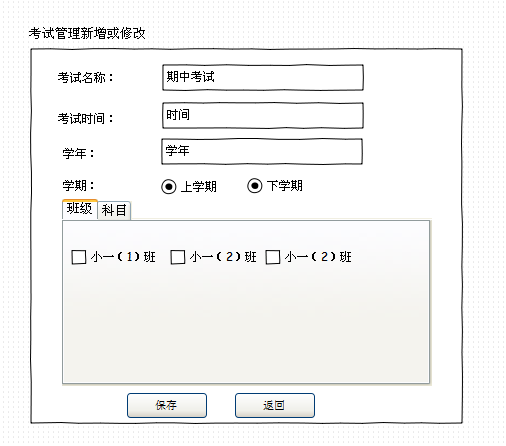 考试管理新增或修改
考试名称： 期中考试
考试时间： 时间
学年： 学年
学期： 上学期 下学期
班级 科目
小一（1）班 小一（2）班 小一（2）班
保存 返回